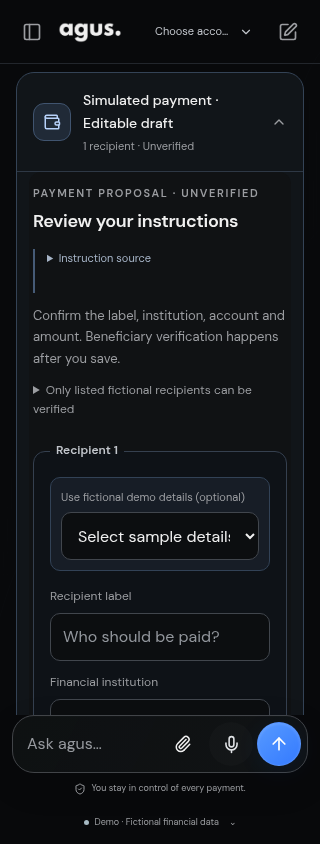 agus.
Choose acco...
Simulated payment ·
Editable draft
1 recipient · Unverified
PAYMENT PROPOSAL · UNVERIFIED
Review your instructions
Instruction source
Confirm the label, institution, account and
amount. Beneficiary verification happens
after you save.
Only listed fictional recipients can be
verified
Recipient 1
Use fictional demo details (optional)
Select sample details
Recipient label
Who should be paid?
Financial institution
Ask agus...
You stay in control of every payment.
Demo · Fictional financial data